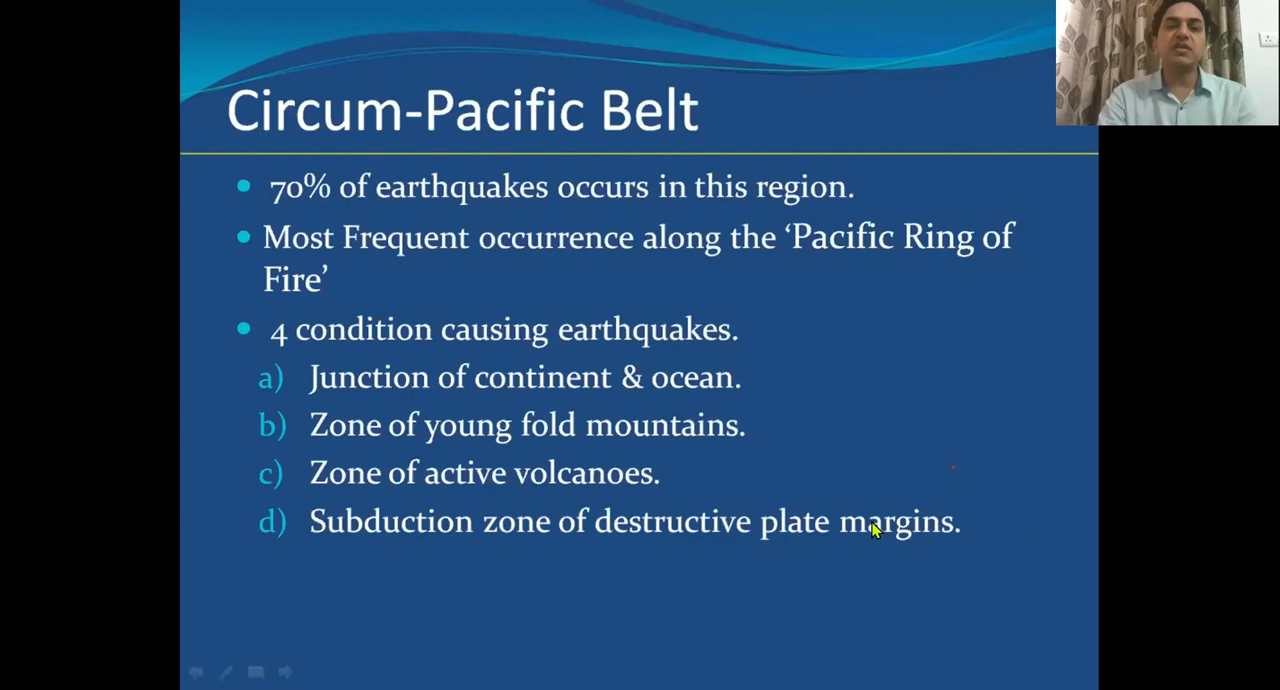 Circum-Pacific Belt
70% of earthquakes occurs in this region.
Most Frequent occurrence along the ‘Pacific Ring of
Fire’
4 condition causing earthquakes.
a) Junction of continent & ocean.
b) Zone of young fold mountains.
c) Zone of active volcanoes.
d) Subduction zone of destructive plate margins.